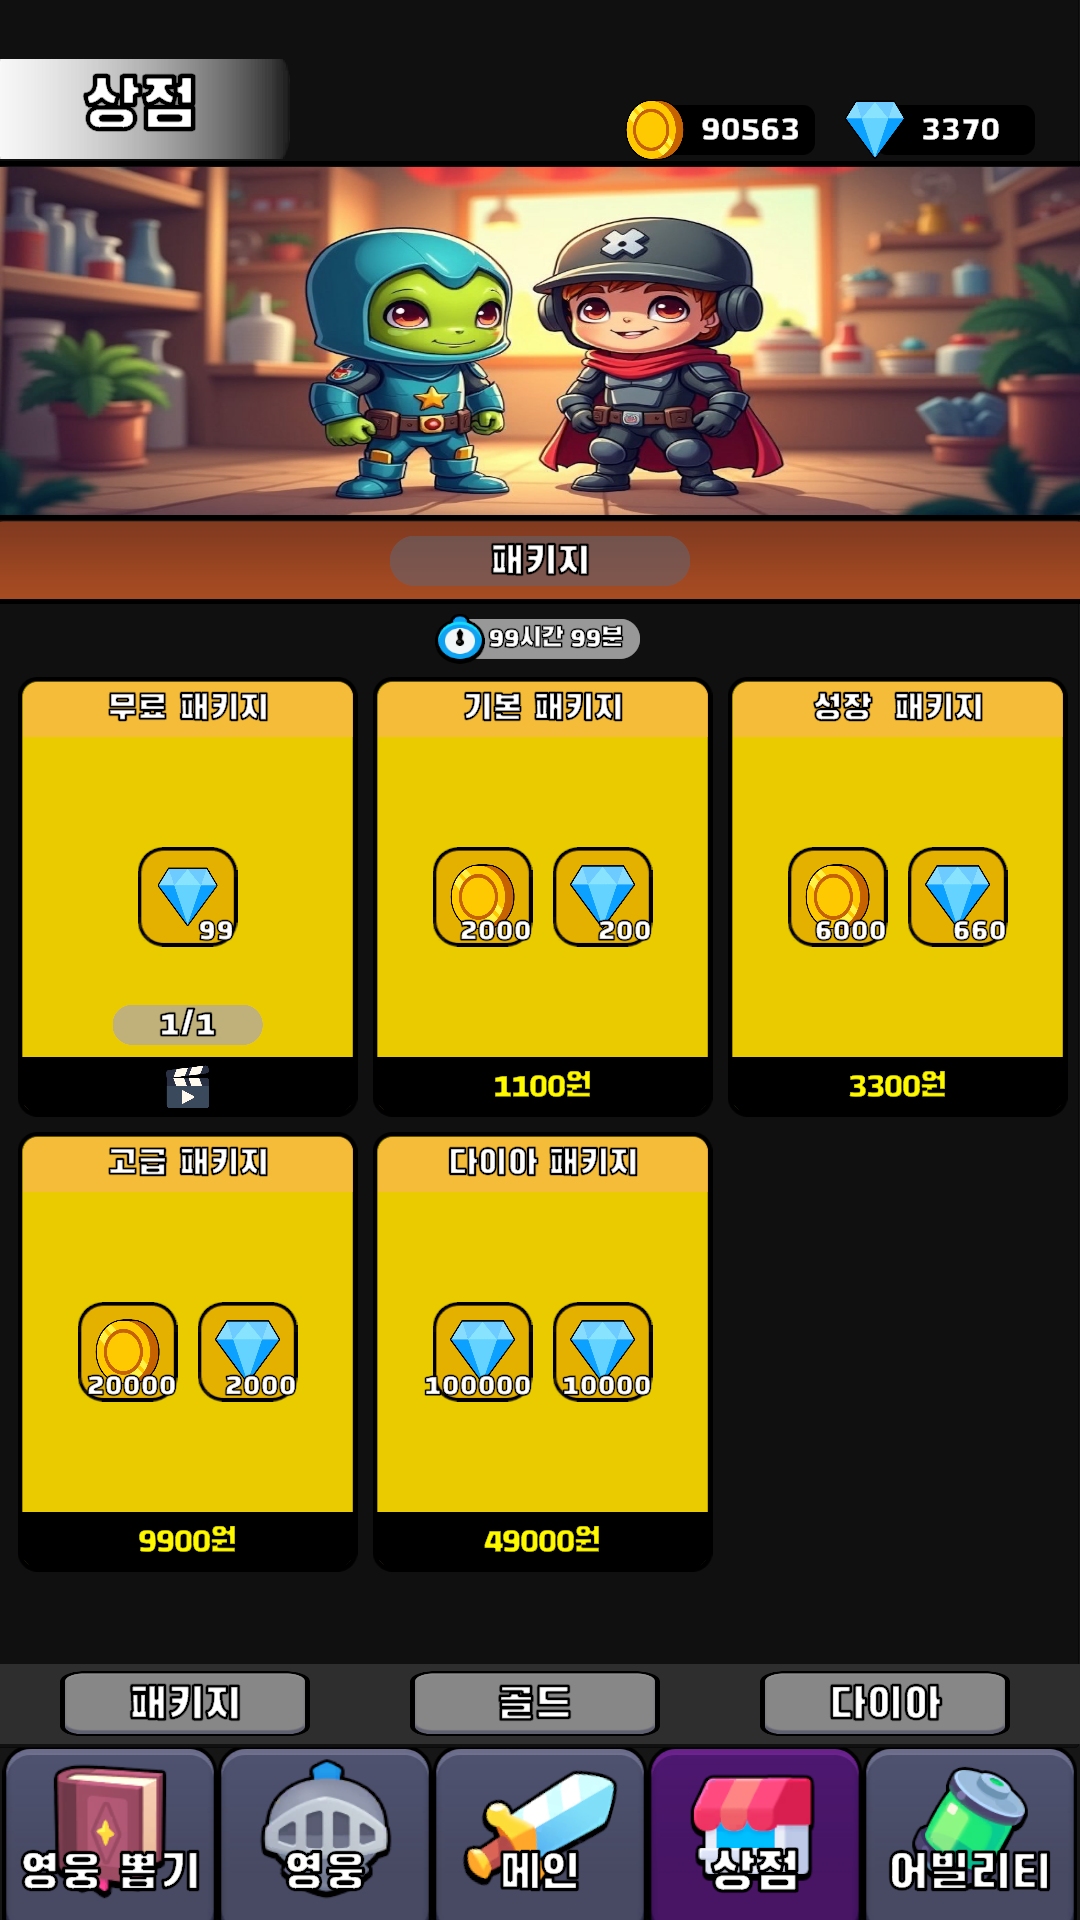 상점
90563
3370
패키지
99시간 99분
무료 패키지
기본 패키지
성장 패키지
99
2000
200
6000
660
1/1
1100원
3300원
고급 패키지
다이아 패키지
20000
2000
100000
10000
9900원
49000원
패키지
골드
다이아
영웅 뽑기
영웅
메인
상점
어빌리티